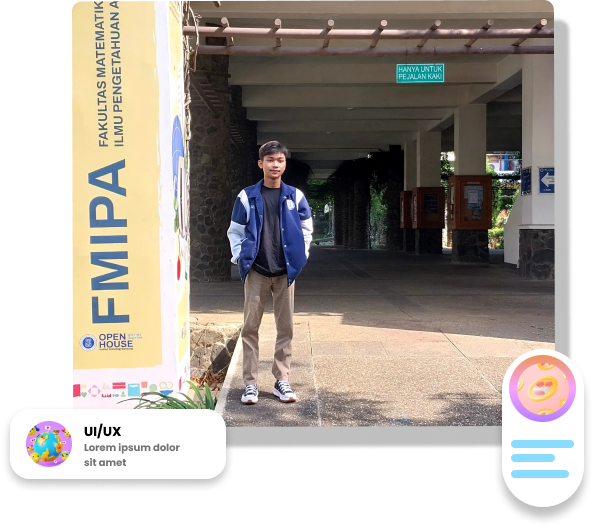 FAKULTAS MATEMATIK
ILMU PENGETAHUAN A
FMIPA
OPEN
HOUSE
HANYA UNTUK
PEJALAN KAKI
UI/UX
Lorem ipsum dolor
sit amet